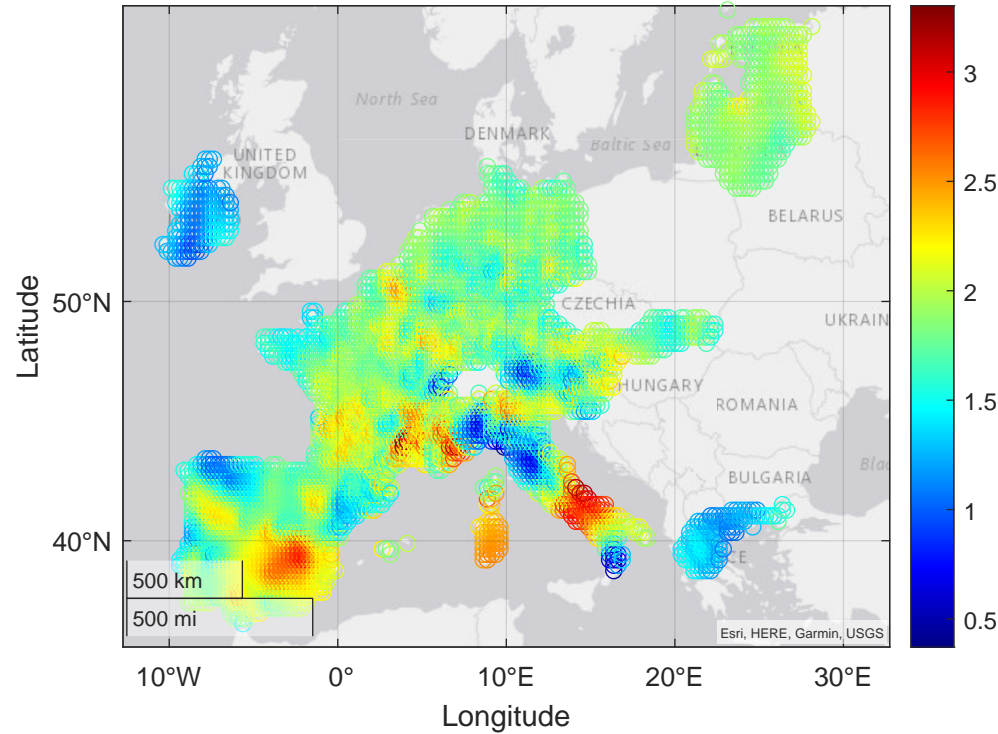 North Sea
DENMARK
Baltic Sea
UNITED
KINGDOM
BELARUS
CZECHIA
UKRAIN
HUNGARY
ROMANIA
BULGARIA
Bla
CE
50°N
40°N
Latitude
500 km
500 mi
Esri, HERE, Garmin, USGS
10°W
0°
10°E
20°E
30°E
Longitude
3
2.5
2
1.5
1
0.5